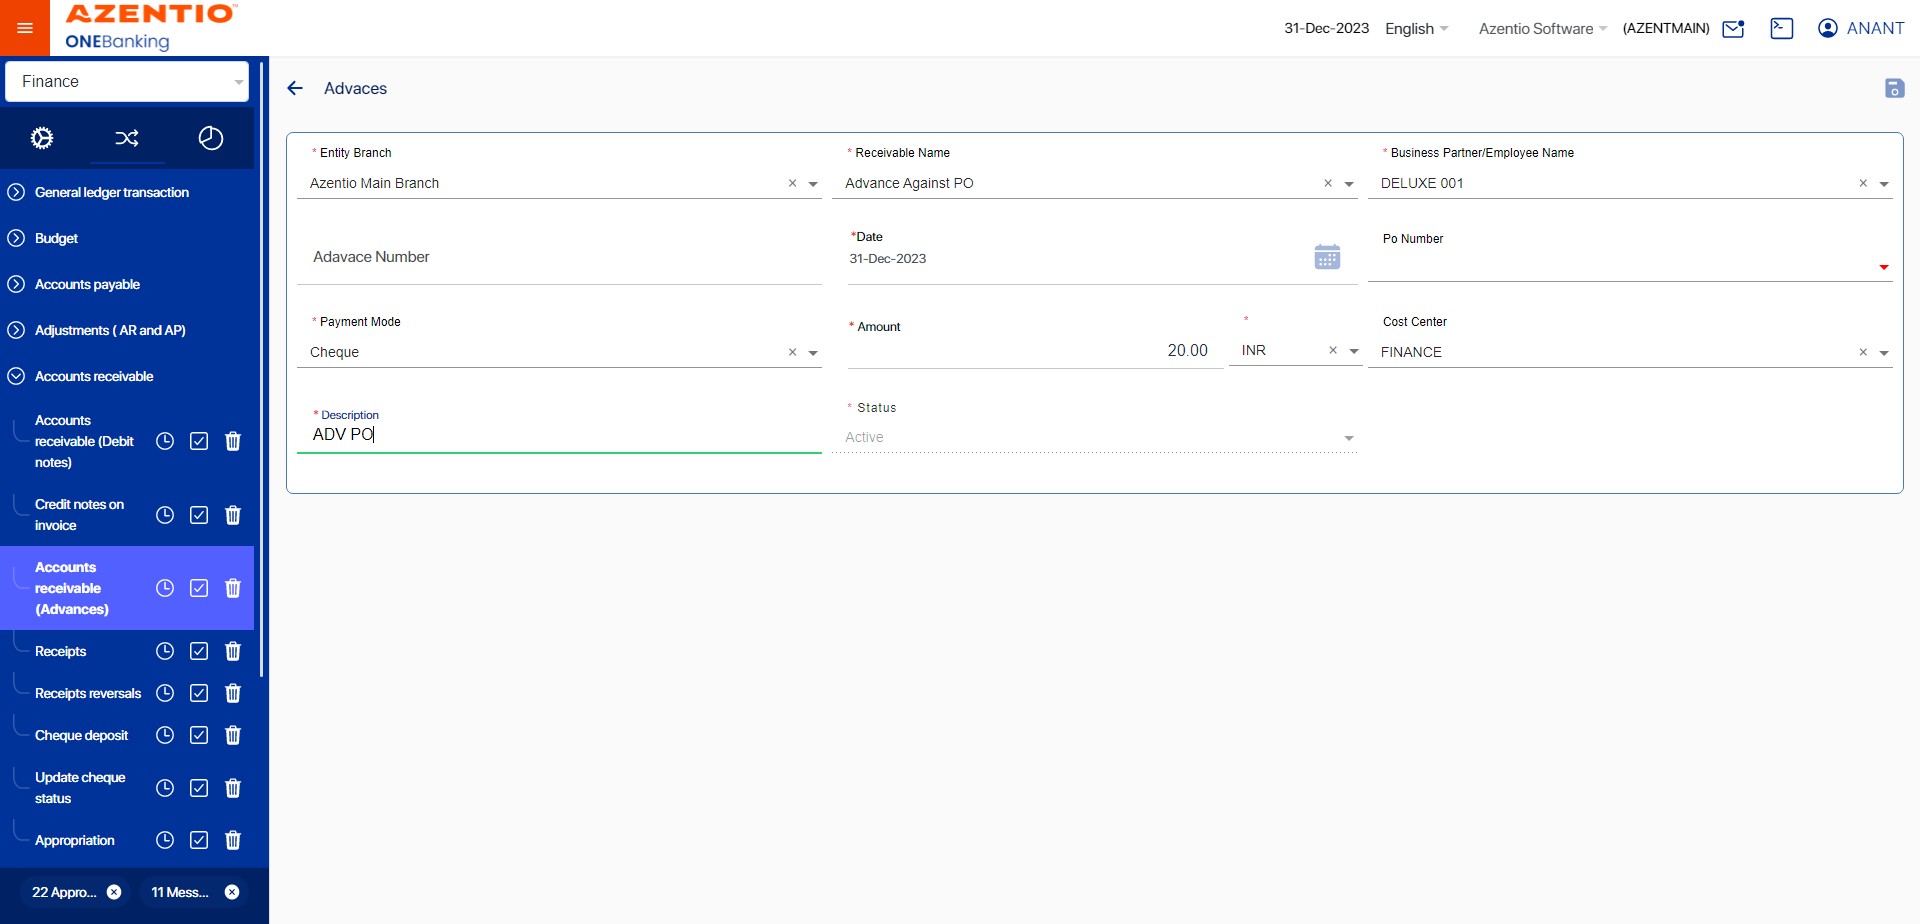 AZENTIO™
ONEBanking
31-Dec-2023 English Azentio Software (AZENTMAIN) ANANT
Finance
Advaces
General ledger transaction
Budget
Accounts payable
Adjustments ( AR and AP)
Accounts receivable
Accounts
receivable (Debit
notes)
Credit notes on
invoice
Accounts
receivable
(Advances)
Receipts
Receipts reversals
Cheque deposit
Update cheque
status
Appropriation
22 Appro...
11 Mess...
* Entity Branch
Azentio Main Branch
* Receivable Name
Advance Against PO
* Business Partner/Employee Name
DELUXE 001
Adavace Number
*Date
31-Dec-2023
Po Number
* Payment Mode
Cheque
* Amount
20.00
*
INR
Cost Center
FINANCE
* Description
ADV PO
* Status
Active